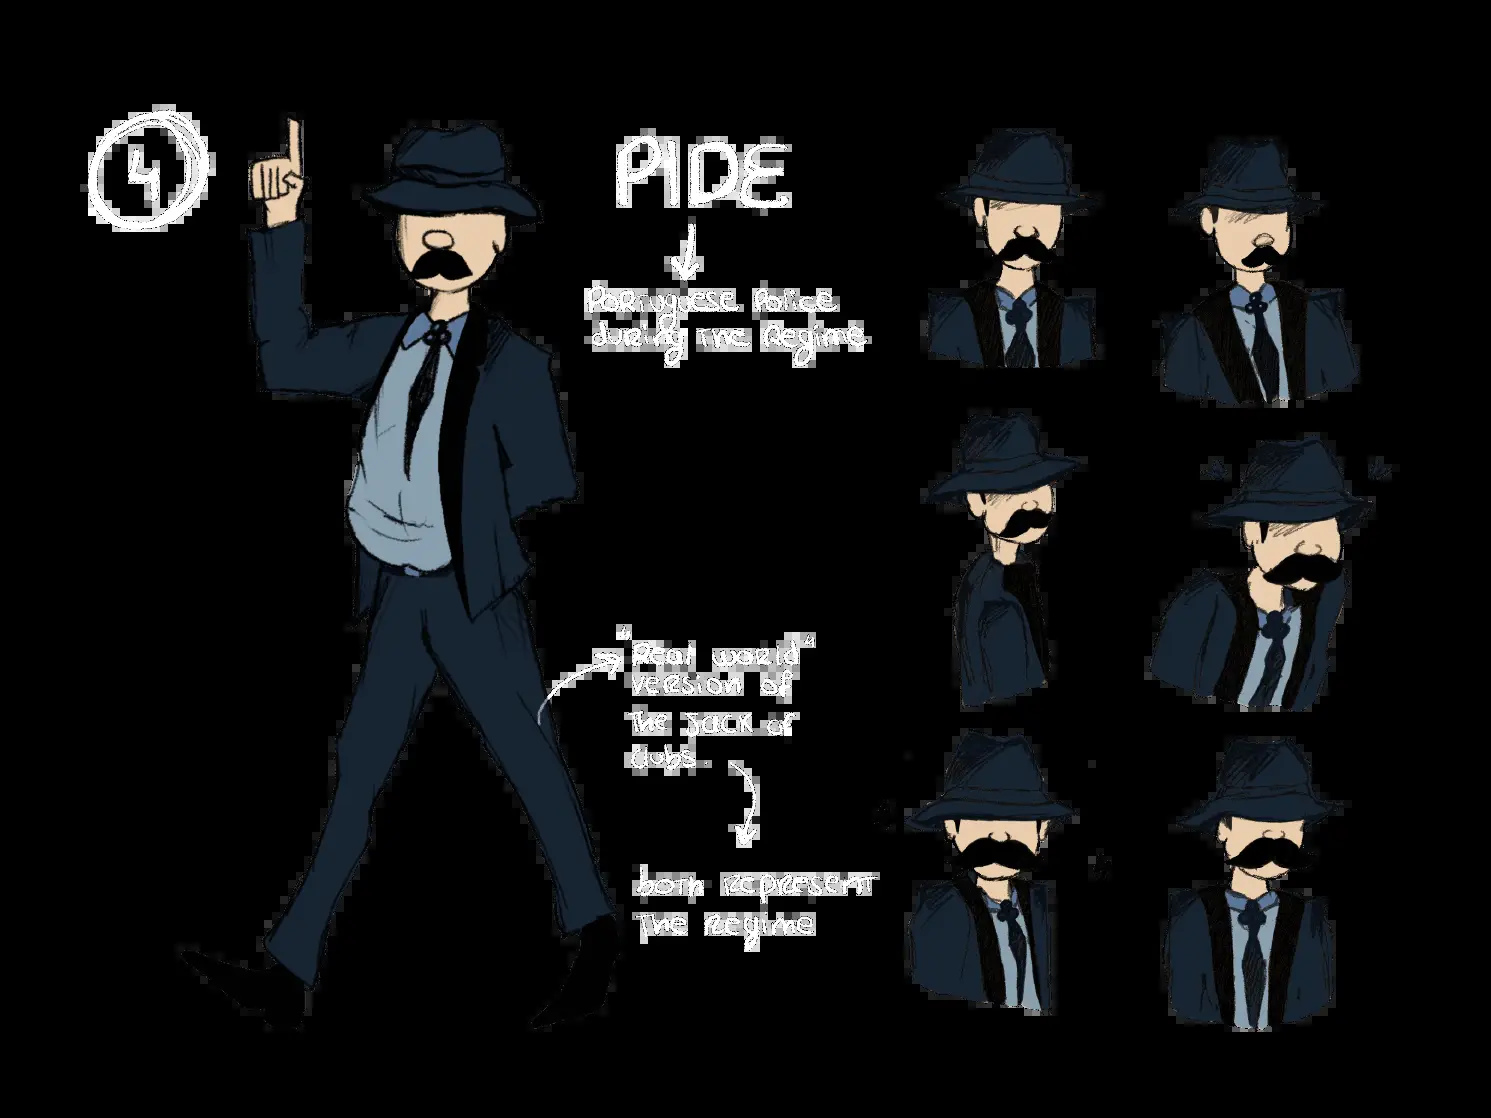 4
PIDE
Portuguese Police
during the Regime
"Real world"
version of
the Jack of
clubs.
both represent
the Regime